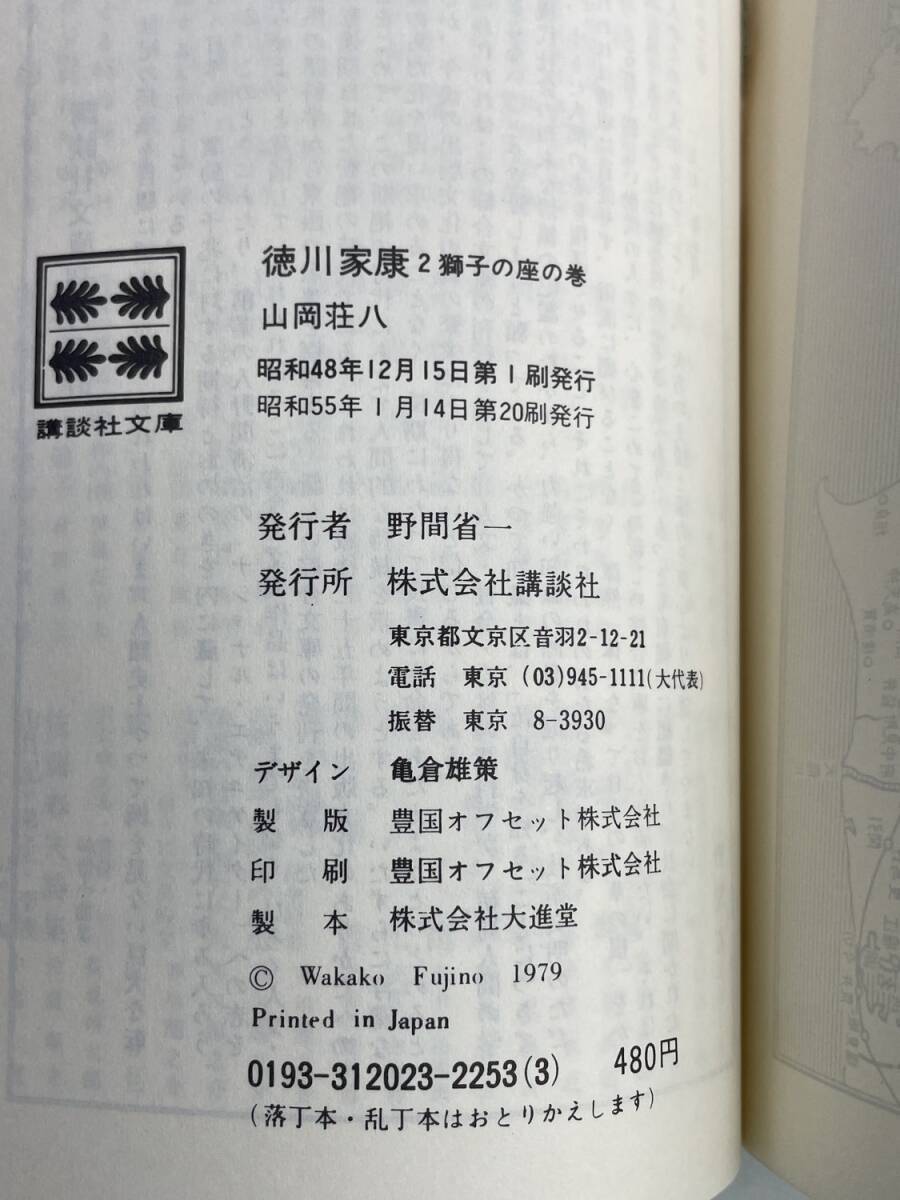 講談社文庫
徳川家康 2 獅子の座の巻
山岡荘八
昭和48年12月15日第1刷発行
昭和55年1月14日第20刷発行
発行者 野間省一
発行所 株式会社講談社
東京都文京区音羽2-12-21
電話 東京 (03)945-1111(大代表)
振替 東京 8-3930
デザイン 亀倉雄策
製版 豊国オフセット株式会社
印刷 豊国オフセット株式会社
製本 株式会社大進堂
© Wakako Fujino 1979
Printed in Japan
0193-312023-2253(3) 480円
(落丁本・乱丁本はおとりかえします)